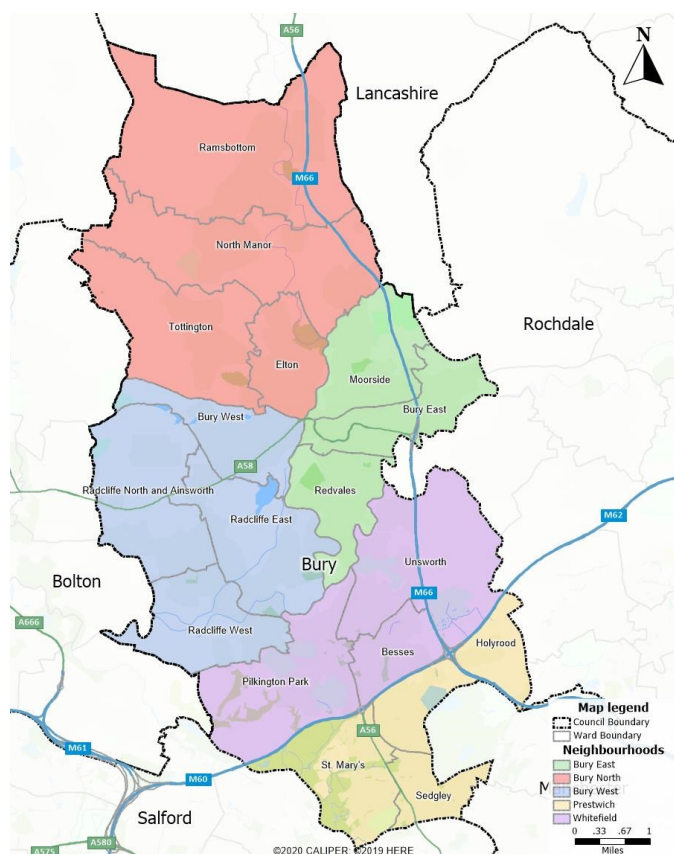 A56
N
Lancashire
Ramsbottom
M66
North Manor
Rochdale
Tottington
Elton
Moorside
Bury West
Bury East
A58
Radcliffe North and Ainsworth
Redvales
Radcliffe East
M62
Bury
Unsworth
Bolton
M66
A666
Radcliffe West
Holyrood
Besses
Pilkington Park
Map legend
Council Boundary
Ward Boundary
A56
Neighbourhoods
M61
Bury East
St. Mary's
Bury North
M60
Bury West
Sedgley
M
Prestwich
Salford
Whitefield
0 .33 .67 1
A580
Miles
A575
©2020 CALIPER; ©2019 HERE